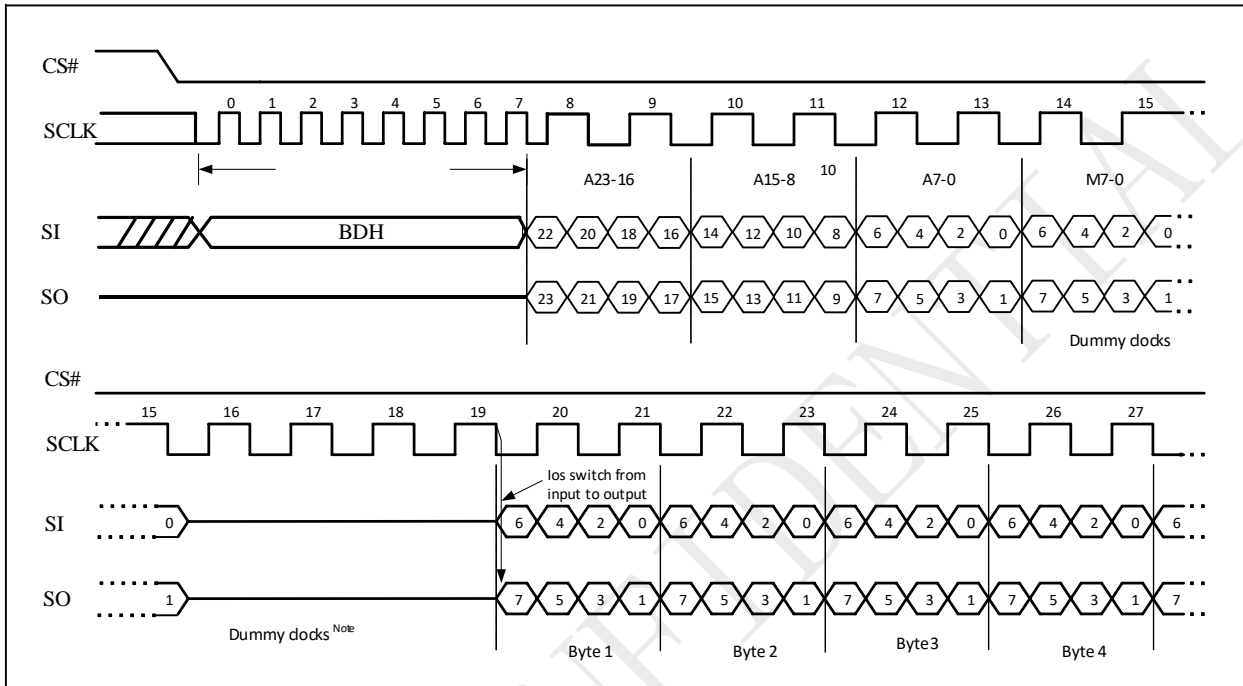 CS#
0 1 2 3 4 5 6 7 8 9 10 11 12 13 14 15
SCLK
A23-16 A15-8 10 A7-0 M7-0
SI BDH 22 20 18 16 14 12 10 8 6 4 2 0 6 4 2 0
SO 23 21 19 17 15 13 11 9 7 5 3 1 7 5 3 1
Dummy clocks
CS#
15 16 17 18 19 20 21 22 23 24 25 26 27
SCLK
Ios switch from
input to output
SI 0 6 4 2 0 6 4 2 0 6 4 2 0 6 4 2 0 6
SO 1 7 5 3 1 7 5 3 1 7 5 3 1 7 5 3 1 7
Dummy clocks Note
Byte 1 Byte 2 Byte3 Byte 4